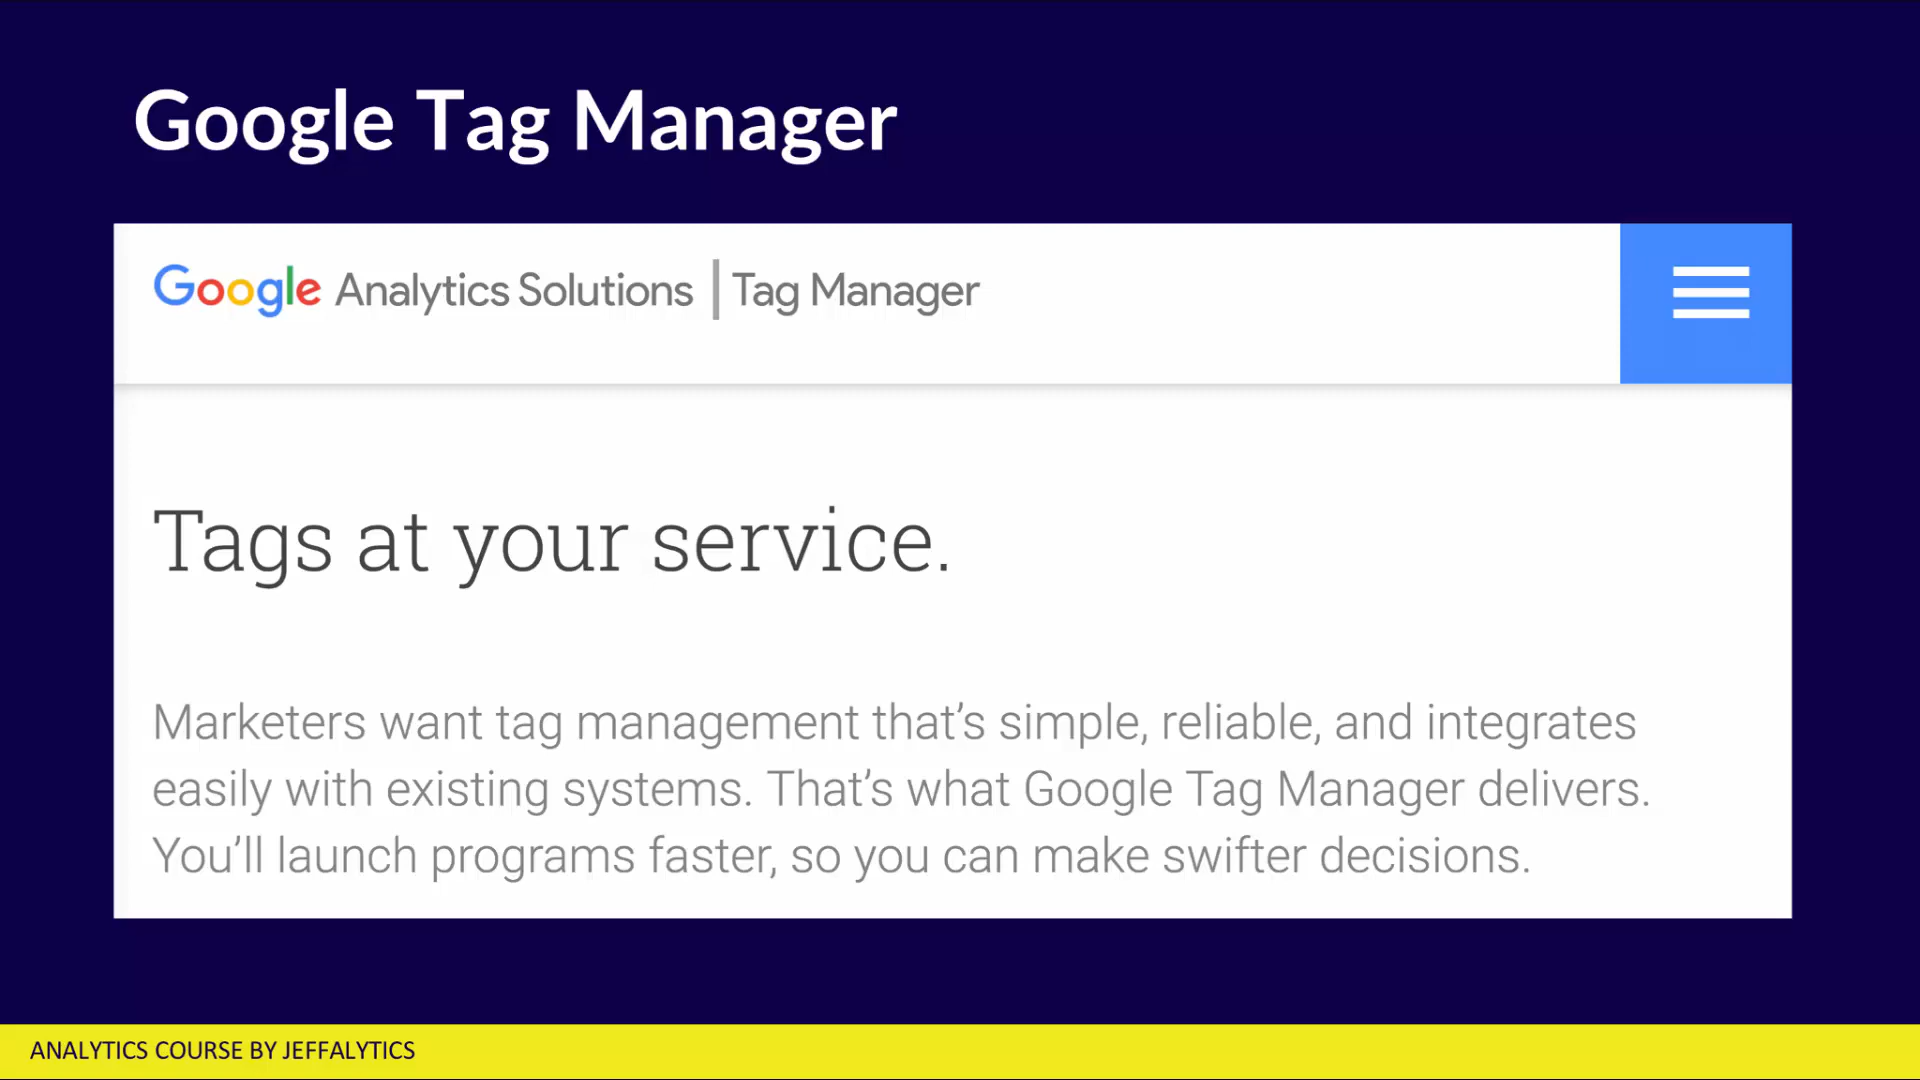 Google Tag Manager
Google Analytics Solutions | Tag Manager
Tags at your service.
Marketers want tag management that’s simple, reliable, and integrates
easily with existing systems. That’s what Google Tag Manager delivers.
You’ll launch programs faster, so you can make swifter decisions.
ANALYTICS COURSE BY JEFFALYTICS